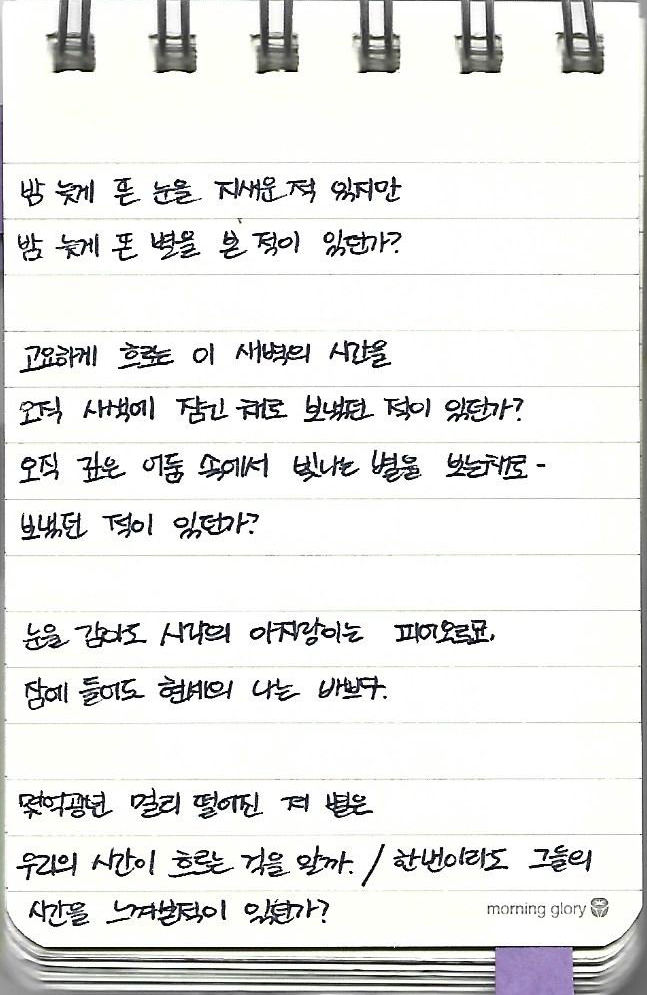 밤 늦게 뜬 눈을 지새운 적 있지만
밤 늦게 뜬 별을 본 적이 있던가?
고요하게 흐르는 이 새벽의 시간을
오직 새벽에 잠긴 채로 보냈던 적이 있던가?
오직 깊은 어둠 속에서 빛나는 별을 보는채로-
보냈던 적이 있던가?
눈을 감아도 시각의 아지랑이는 피어오르고,
잠에 들어도 현세의 나는 바쁘다.
몇억광년 멀리 떨어진 저 별은
우리의 시간이 흐르는 걸을 알까. / 한번이라도 그들의
시간을 느껴본적이 있던가?
morning glory